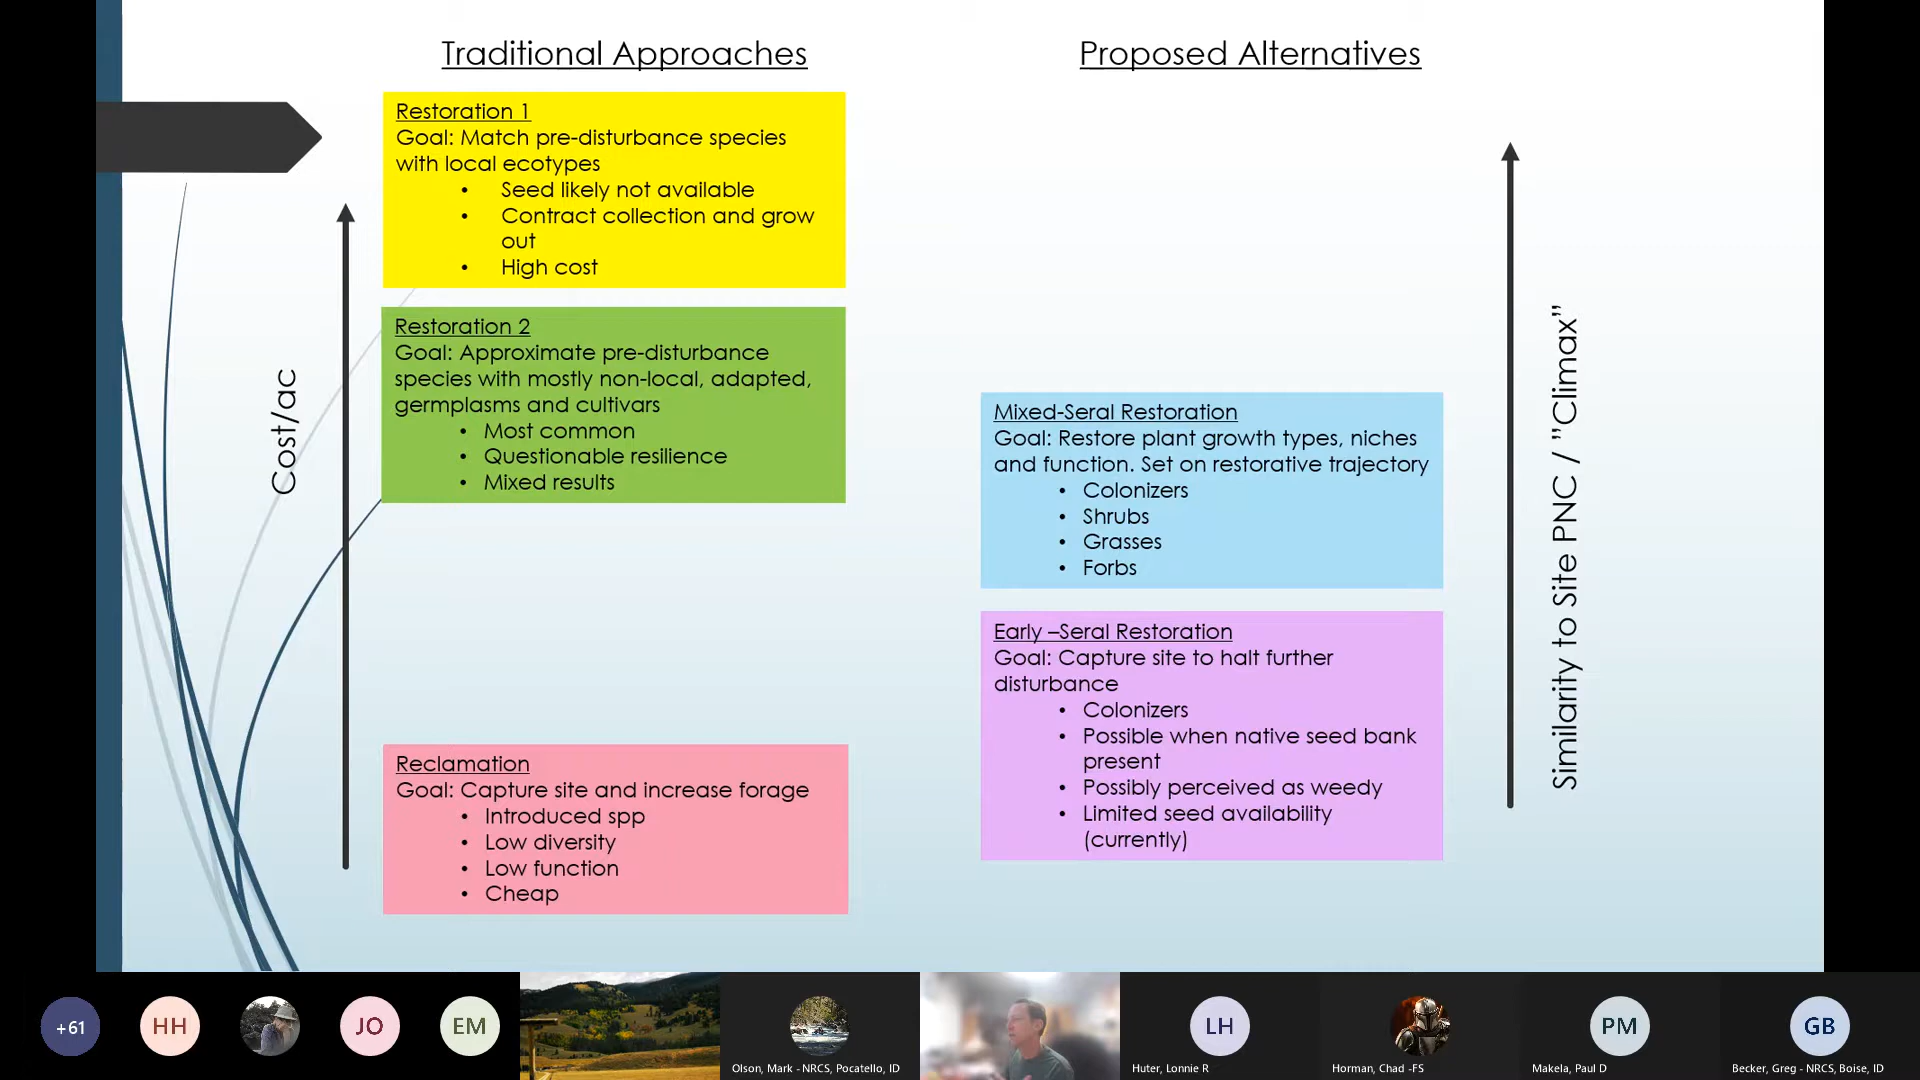 Traditional Approaches
Proposed Alternatives
Restoration 1
Goal: Match pre-disturbance species
with local ecotypes
• Seed likely not available
• Contract collection and grow
out
• High cost
Restoration 2
Goal: Approximate pre-disturbance
species with mostly non-local, adapted,
germplasms and cultivars
• Most common
• Questionable resilience
• Mixed results
Reclamation
Goal: Capture site and increase forage
• Introduced spp
• Low diversity
• Low function
• Cheap
Cost/ac
Mixed-Seral Restoration
Goal: Restore plant growth types, niches
and function. Set on restorative trajectory
• Colonizers
• Shrubs
• Grasses
• Forbs
Early –Seral Restoration
Goal: Capture site to halt further
disturbance
• Colonizers
• Possible when native seed bank
present
• Possibly perceived as weedy
• Limited seed availability
(currently)
Similarity to Site PNC / ”Climax”
+61
HH
JO
EM
Olson, Mark - NRCS, Pocatello, ID
LH
Huter, Lonnie R
Horman, Chad -FS
PM
Makela, Paul D
GB
Becker, Greg - NRCS, Boise, ID